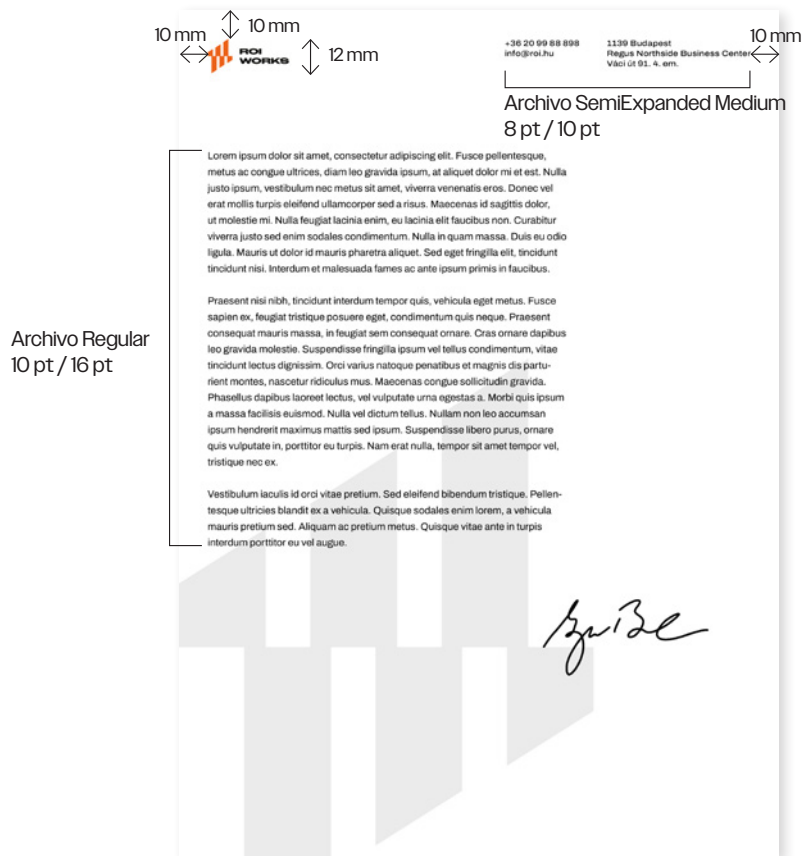 10 mm
10 mm
10 mm
12 mm
ROI
WORKS
+36 20 99 88 898
info@roi.hu
1139 Budapest
Regus Northside Business Center
Váci út 91. 4. em.
Archivo SemiExpanded Medium
8 pt / 10 pt
Lorem ipsum dolor sit amet, consectetur adipiscing elit. Fusce pellentesque,
metus ac congue ultrices, diam leo gravida ipsum, at aliquet dolor mi et est. Nulla
justo ipsum, vestibulum nec metus sit amet, viverra venenatis eros. Donec vel
erat mollis turpis eleifend ullamcorper sed a risus. Maecenas id sagittis dolor,
ut molestie mi. Nulla feugiat lacinia enim, eu lacinia elit faucibus non. Curabitur
viverra justo sed enim sodales condimentum. Nulla in quam massa. Duis eu odio
ligula. Mauris ut dolor id mauris pharetra aliquet. Sed eget fringilla elit, tincidunt
tincidunt nisi. Interdum et malesuada fames ac ante ipsum primis in faucibus.
Praesent nisi nibh, tincidunt interdum tempor quis, vehicula eget metus. Fusce
sapien ex, feugiat tristique posuere eget, condimentum quis neque. Praesent
consequat mauris massa, in feugiat sem consequat ornare. Cras ornare dapibus
leo gravida molestie. Suspendisse fringilla ipsum vel tellus condimentum, vitae
tincidunt lectus dignissim. Orci varius natoque penatibus et magnis dis partu-
rient montes, nascetur ridiculus mus. Maecenas congue sollicitudin gravida.
Phasellus dapibus laoreet lectus, vel vulputate urna egestas a. Morbi quis ipsum
a massa facilisis euismod. Nulla vel dictum tellus. Nullam non leo accumsan
ipsum hendrerit maximus mattis sed ipsum. Suspendisse libero purus, ornare
quis vulputate in, porttitor eu turpis. Nam erat nulla, tempor sit amet tempor vel,
tristique nec ex.
Archivo Regular
10 pt / 16 pt
Vestibulum iaculis id orci vitae pretium. Sed eleifend bibendum tristique. Pellen-
tesque ultricies blandit ex a vehicula. Quisque sodales enim lorem, a vehicula
mauris pretium sed. Aliquam ac pretium metus. Quisque vitae ante in turpis
interdum porttitor eu vel augue.